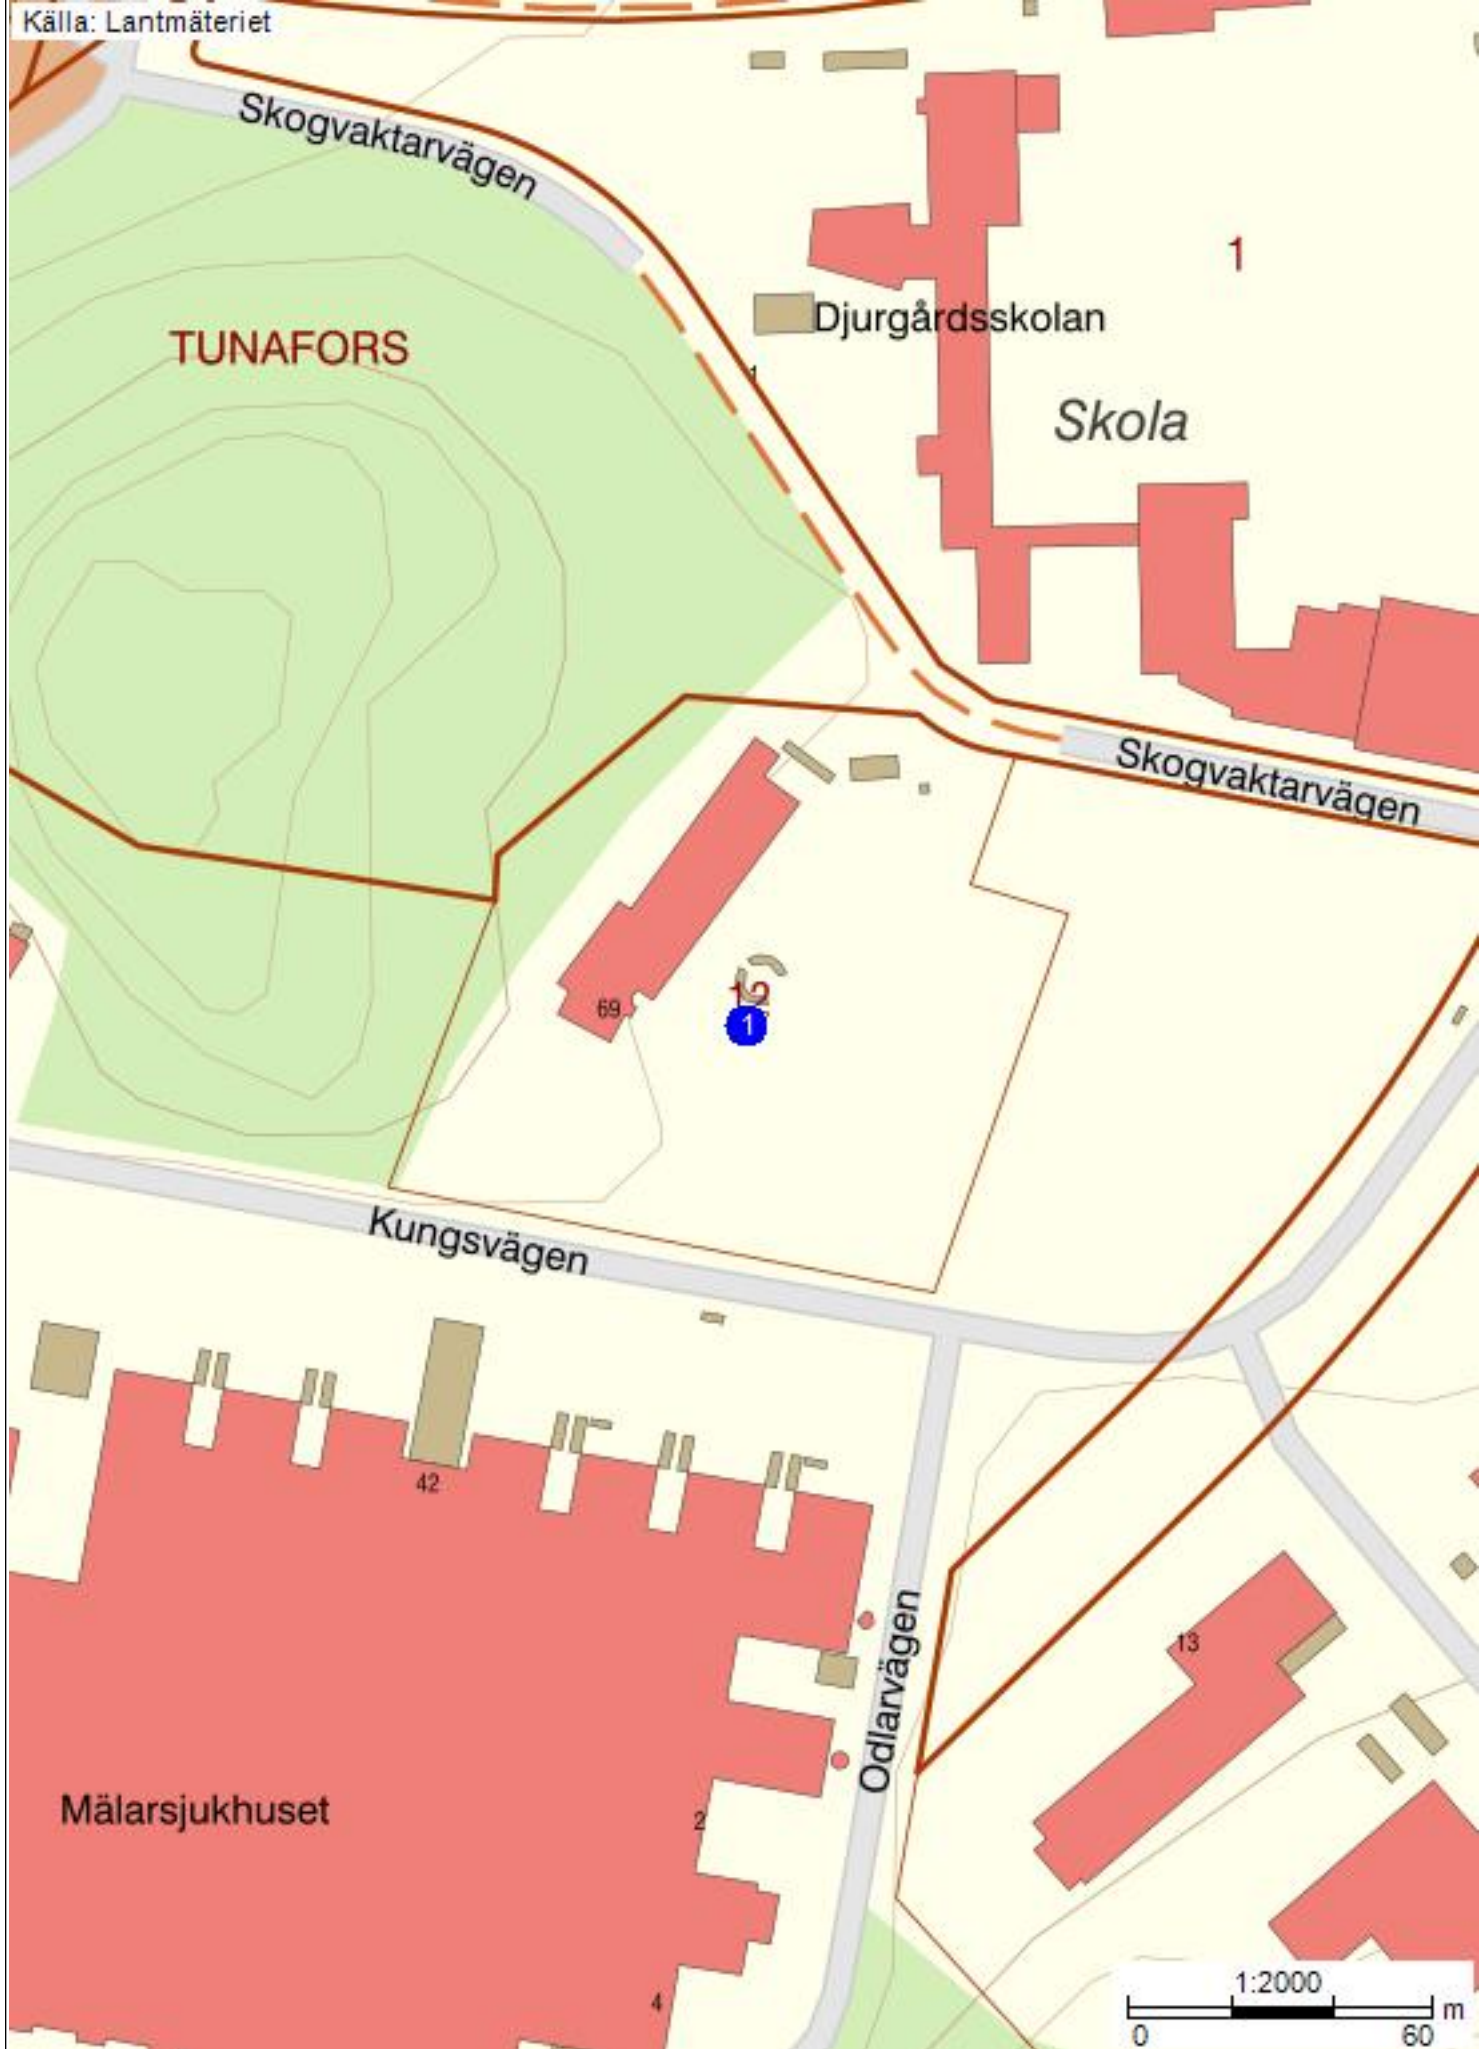 Källa: Lantmäteriet
Skogvaktarvägen
1
TUNAFORS
Djurgårdsskolan
1
Skola
Skogvaktarvägen
12
69
1
Kungsvägen
42
Odlarvägen
13
Mälarsjukhuset
2
4
1:2000
m
0 60